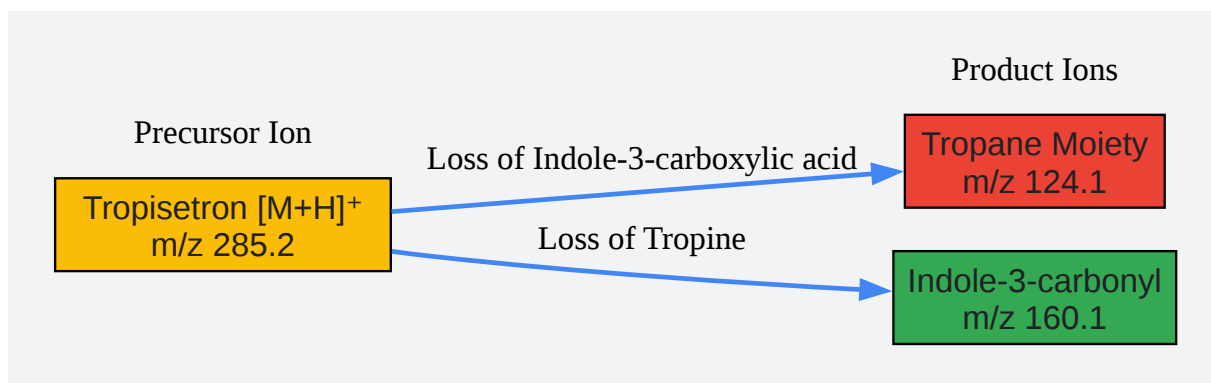 Product Ions
Precursor Ion
Loss of Indole-3-carboxylic acid
Tropane Moiety
m/z 124.1
Tropisetron [M+H]⁺
m/z 285.2
Loss of Tropine
Indole-3-carbonyl
m/z 160.1